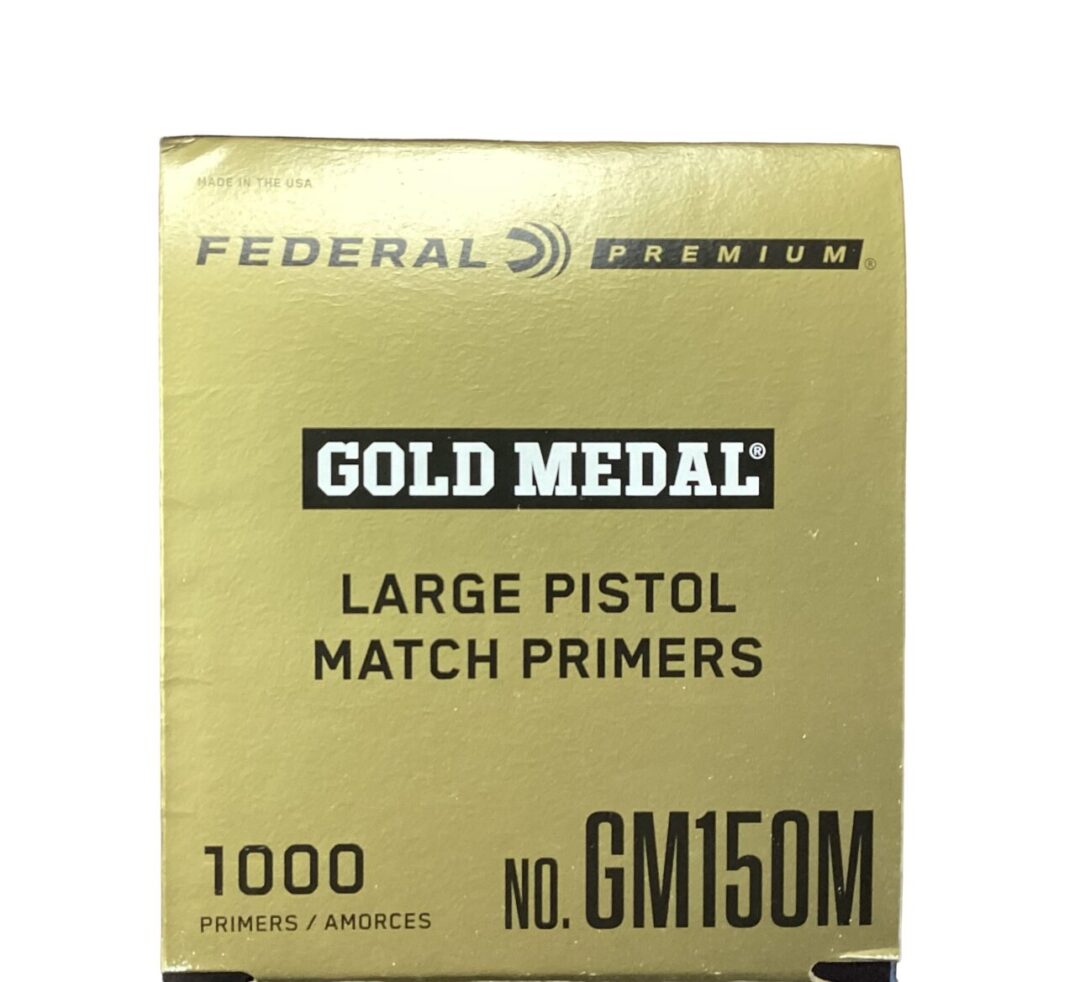 MADE IN THE USA
FEDERAL PREMIUM®
GOLD MEDAL®
LARGE PISTOL
MATCH PRIMERS
1000
PRIMERS / AMORCES
NO. GM150M